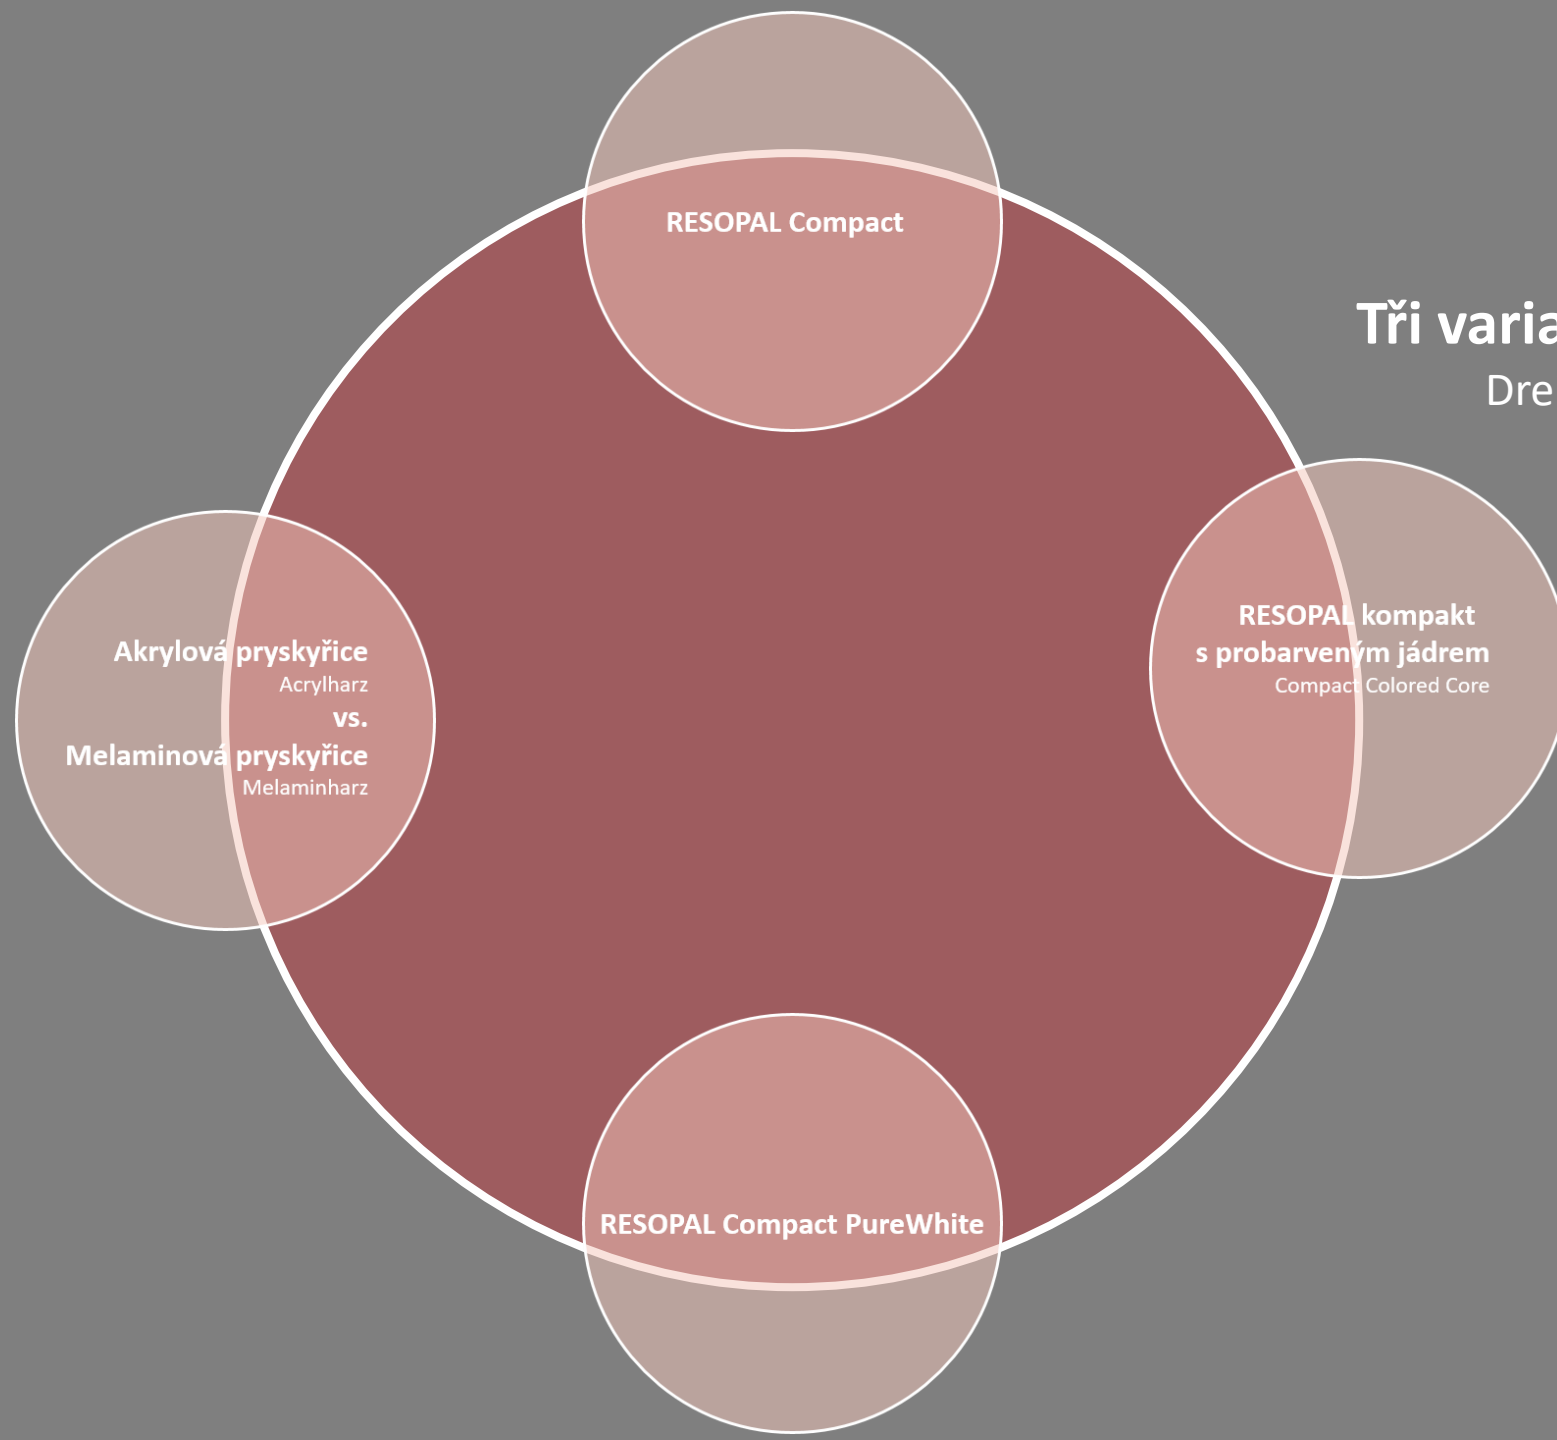 RESOPAL Compact
Tři varia
Dre
RESOPAL kompakt
s probarveným jádrem
Compact Colored Core
Akrylová pryskyřice
Acrylharz
vs.
Melaminová pryskyřice
Melaminharz
RESOPAL Compact PureWhite